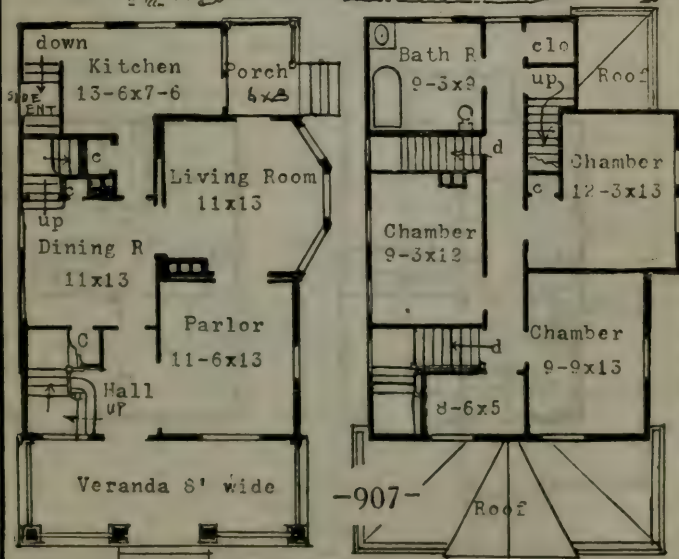 down
Kitchen
13-6x7-6
Porch
6x8
SIDE
ENT
c
c
up
Living Room
11x13
Dining R
11x13
Parlor
11-6x13
C
Hall
UP
Veranda 8' wide
Bath R
9-3x9
clo
up
Roof
d
Chamber
12-3x13
c
Chamber
9-3x12
Chamber
9-9x13
d
8-6x5
-907-
Roof